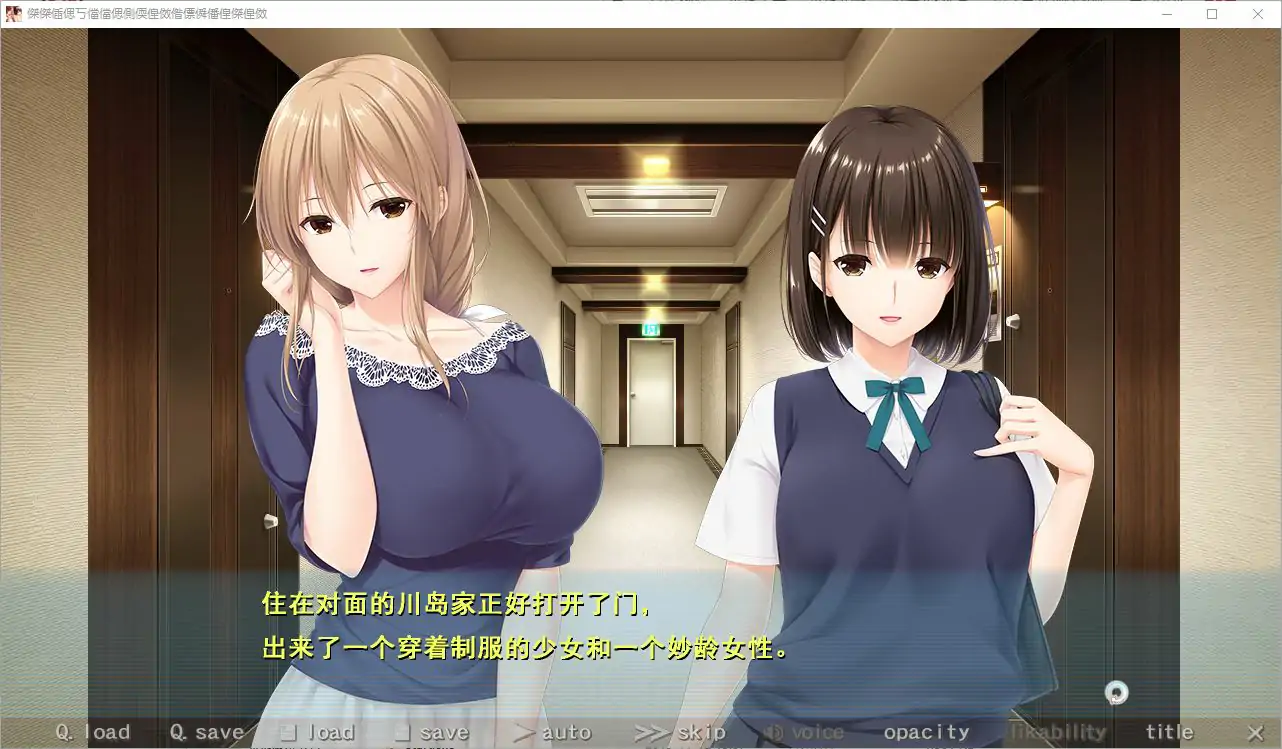 住在对面的川岛家正好打开了门，
出来了一个穿着制服的少女和一个妙龄女性。
Q. load Q. save load save auto skip voice opacity likability title